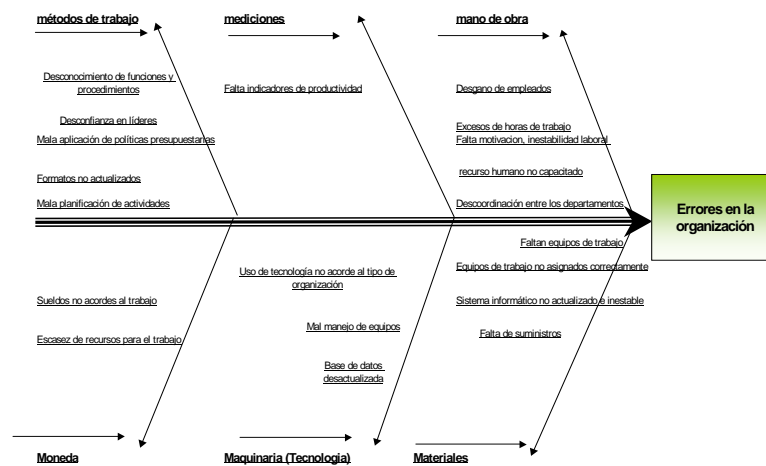 métodos de trabajo
mediciones
mano de obra
Desconocimiento de funciones y
procedimientos
Desconfianza en líderes
Mala aplicación de políticas presupuestarias
Formatos no actualizados
Mala planificación de actividades
Falta indicadores de productividad
Desgano de empleados
Excesos de horas de trabajo
Falta motivacion, inestabilidad laboral
recurso humano no capacitado
Descoordinación entre los departamentos
Errores en la
organización
Sueldos no acordes al trabajo
Escasez de recursos para el trabajo
Uso de tecnología no acorde al tipo de
organización
Mal manejo de equipos
Base de datos
desactualizada
Faltan equipos de trabajo
Equipos de trabajo no asignados correctamente
Sistema informático no actualizado e inestable
Falta de suministros
Moneda
Maquinaria (Tecnologia)
Materiales